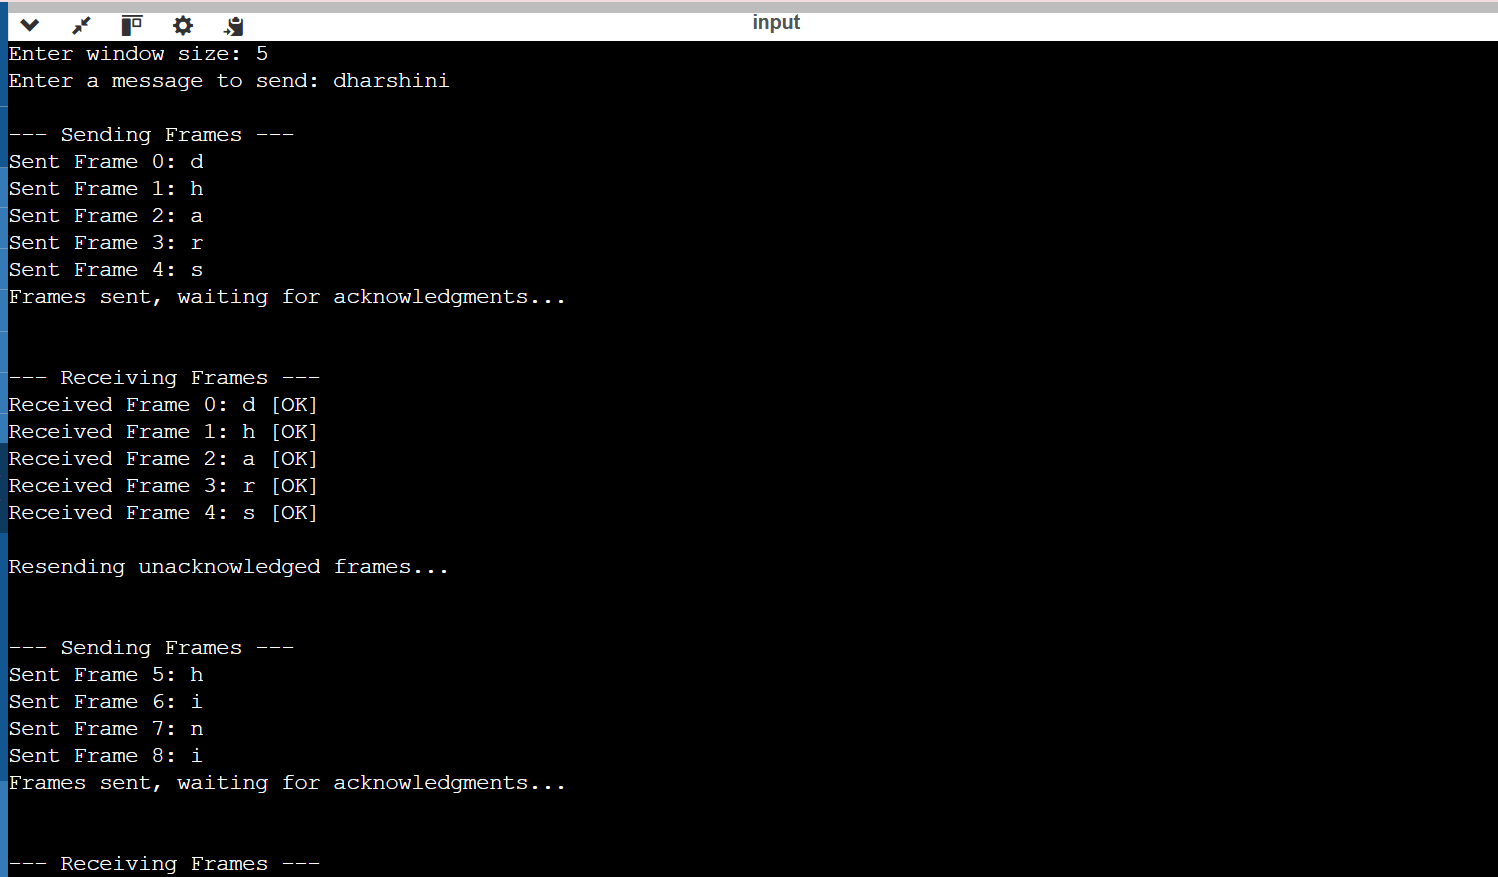 input
Enter window size: 5
Enter a message to send: dharshini
--- Sending Frames ---
Sent Frame 0: d
Sent Frame 1: h
Sent Frame 2: a
Sent Frame 3: r
Sent Frame 4: s
Frames sent, waiting for acknowledgments...
--- Receiving Frames ---
Received Frame 0: d [OK]
Received Frame 1: h [OK]
Received Frame 2: a [OK]
Received Frame 3: r [OK]
Received Frame 4: s [OK]
Resending unacknowledged frames...
--- Sending Frames ---
Sent Frame 5: h
Sent Frame 6: i
Sent Frame 7: n
Sent Frame 8: i
Frames sent, waiting for acknowledgments...
--- Receiving Frames ---